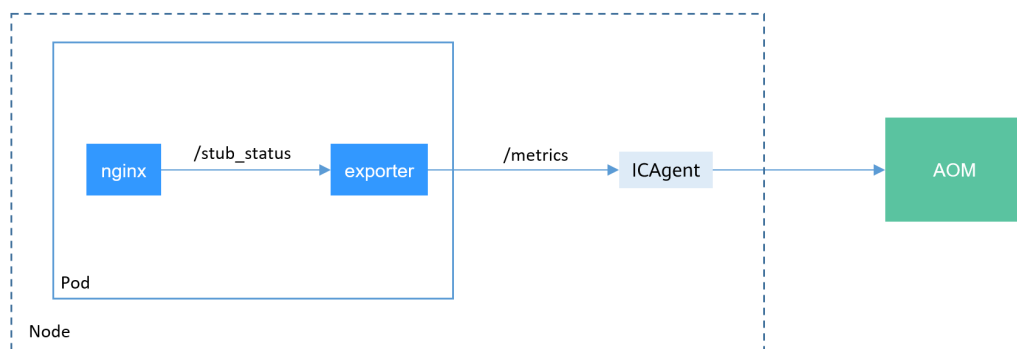 /stub_status
/metrics
nginx
exporter
ICAgent
AOM
Pod
Node